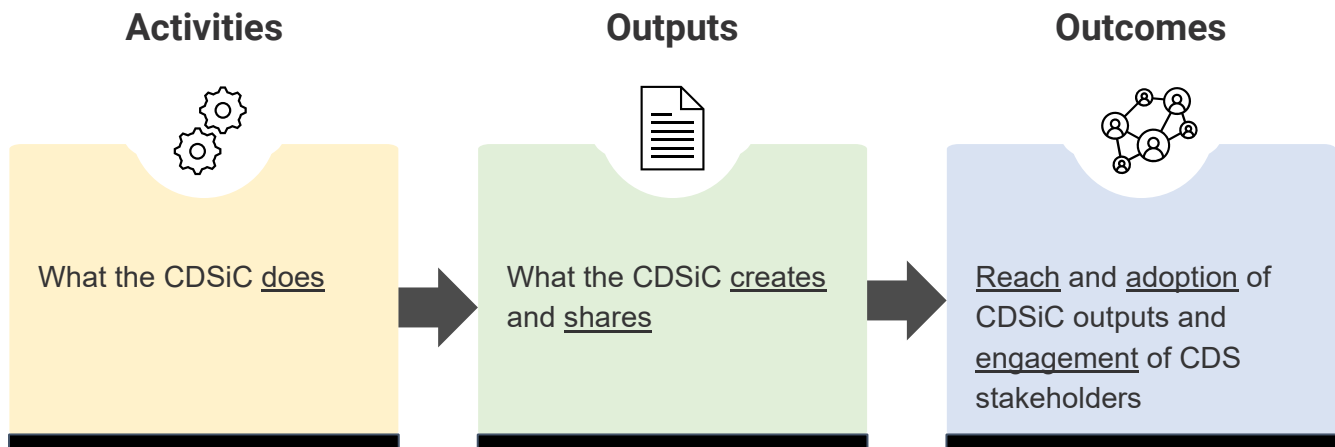 Activities
Outputs
Outcomes
What the CDSiC does
What the CDSiC creates
and shares
Reach and adoption of
CDSiC outputs and
engagement of CDS
stakeholders